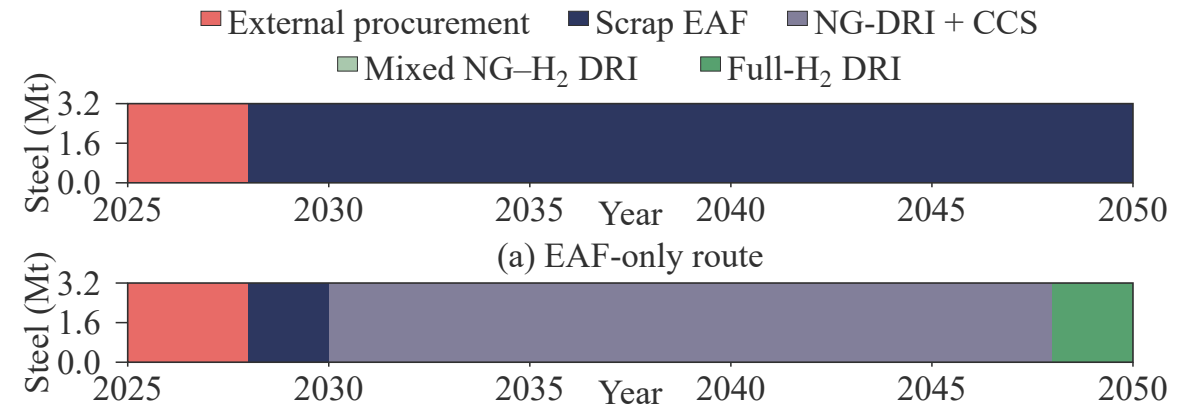 External procurement Scrap EAF NG-DRI + CCS
Mixed NG–H₂ DRI Full-H₂ DRI
Steel (Mt)
3.2
1.6
0.0
2025 2030 2035 Year 2040 2045 2050
(a) EAF-only route
Steel (Mt)
3.2
1.6
0.0
2025 2030 2035 Year 2040 2045 2050